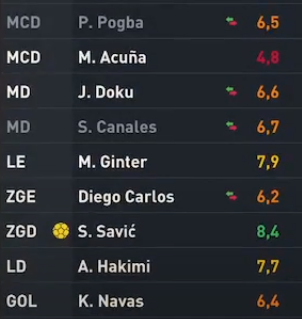 MCD P. Pogba 6,5
MCD M. Acuña 4,8
MD J. Doku 6,6
MD S. Canales 6,7
LE M. Ginter 7,9
ZGE Diego Carlos 6,2
ZGD S. Savić 8,4
LD A. Hakimi 7,7
GOL K. Navas 6,4